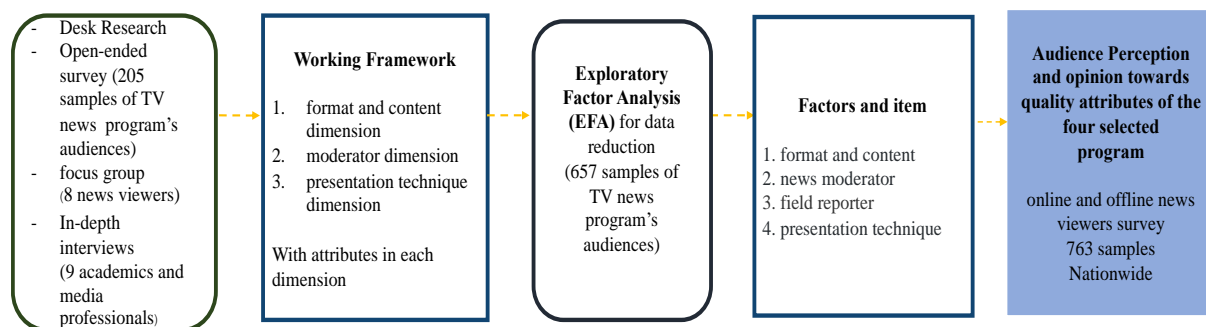 - Desk Research
- Open-ended
survey (205
samples of TV
news program's
audiences)
- focus group
(8 news viewers)
- In-depth
interviews
(9 academics and
media
professionals)
Working Framework
1. format and content
dimension
2. moderator dimension
3. presentation technique
dimension
With attributes in each
dimension
Exploratory
Factor Analysis
(EFA) for data
reduction
(657 samples of
TV news
program's
audiences)
Factors and item
1. format and content
2. news moderator
3. field reporter
4. presentation technique
Audience Perception
and opinion towards
quality attributes of the
four selected
program
online and offline news
viewers survey
763 samples
Nationwide